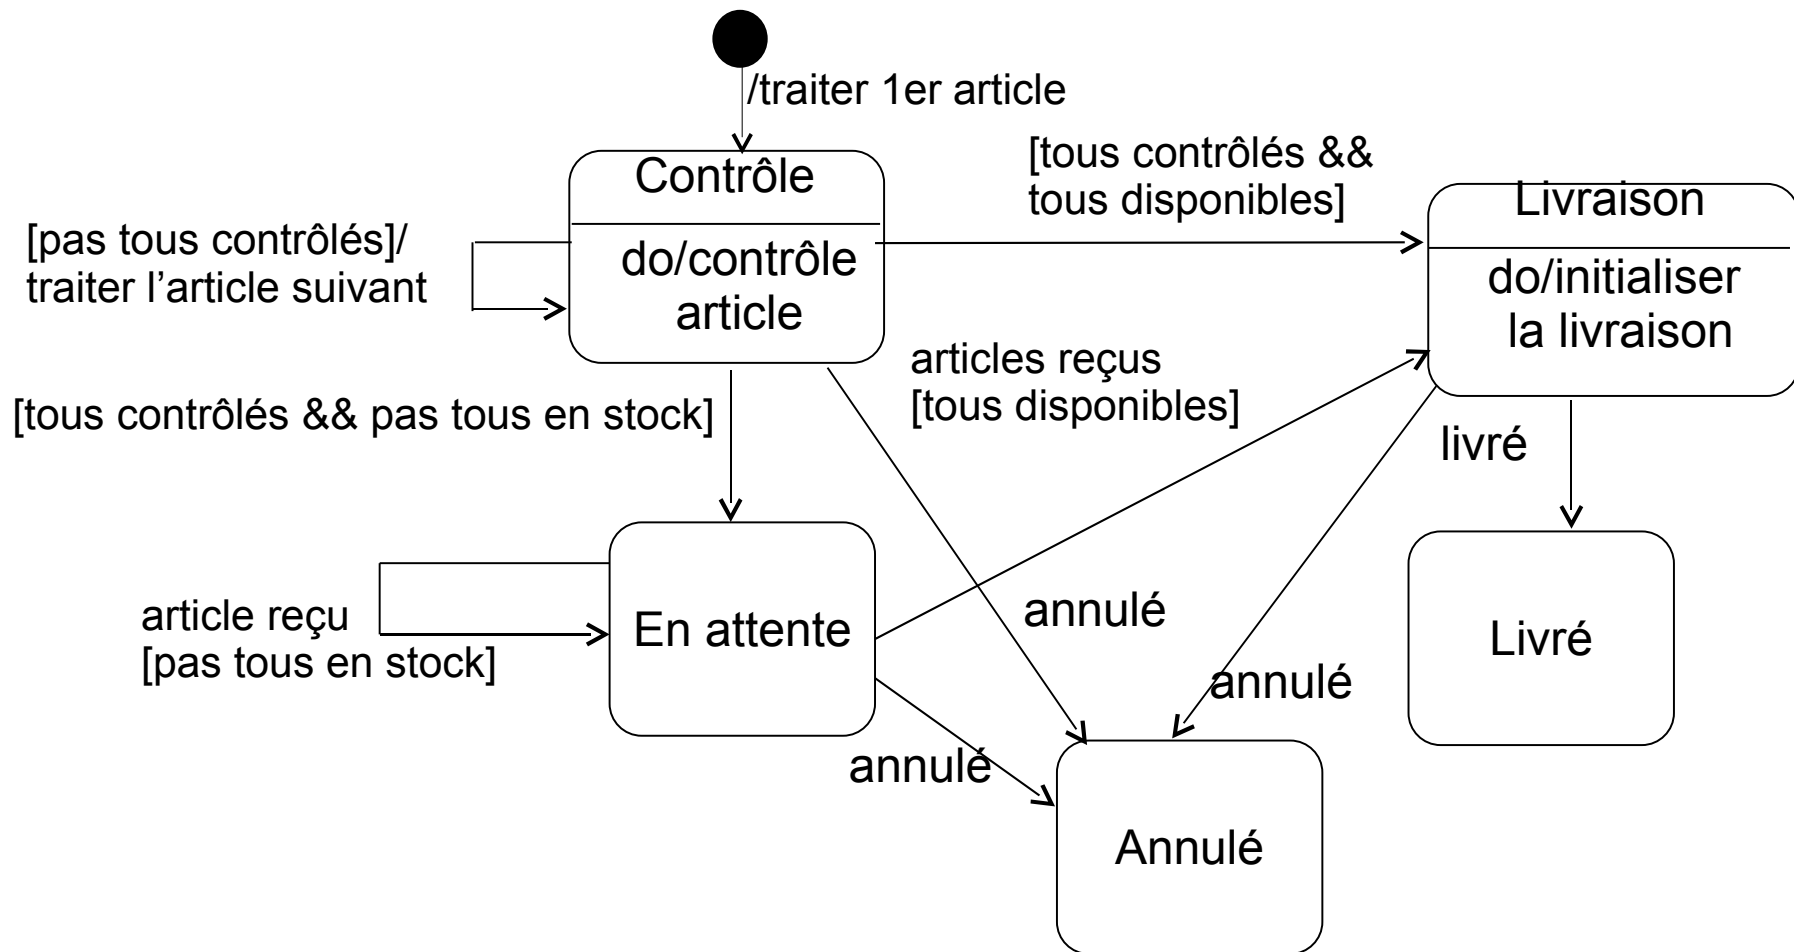 /traiter 1er article
[tous contrôlés &&
tous disponibles]
Contrôle
Livraison
[pas tous contrôlés]/
traiter l’article suivant
do/contrôle
article
do/initialiser
la livraison
articles reçus
[tous disponibles]
[tous contrôlés && pas tous en stock]
livré
article reçu
[pas tous en stock]
En attente
annulé
Livré
annulé
annulé
Annulé